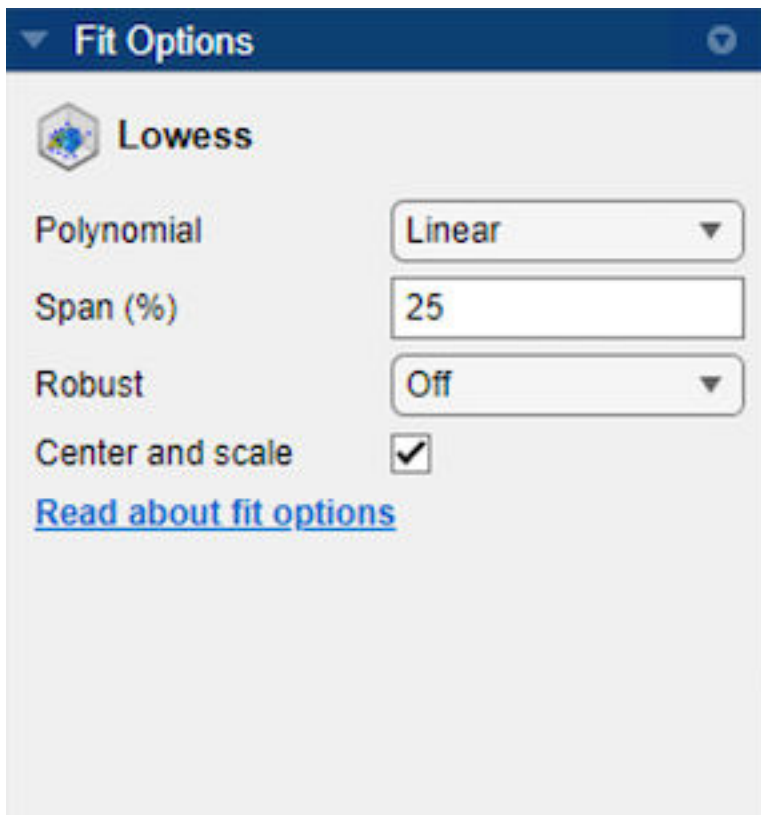 Fit Options
Lowess
Polynomial Linear
Span (%) 25
Robust Off
Center and scale
Read about fit options